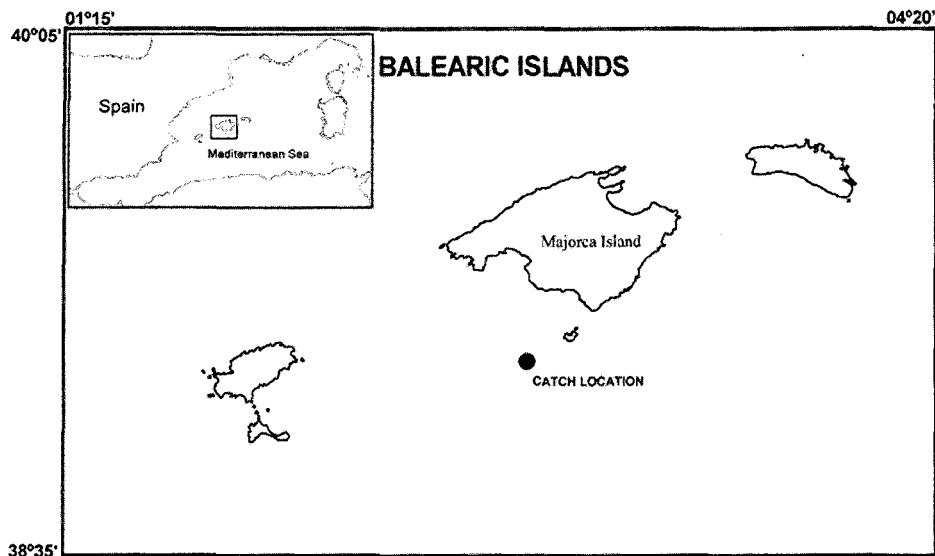 01°15'
04°20'
40°05'
BALEARIC ISLANDS
Spain
Mediterranean Sea
Majorca Island
CATCH LOCATION
38°35'